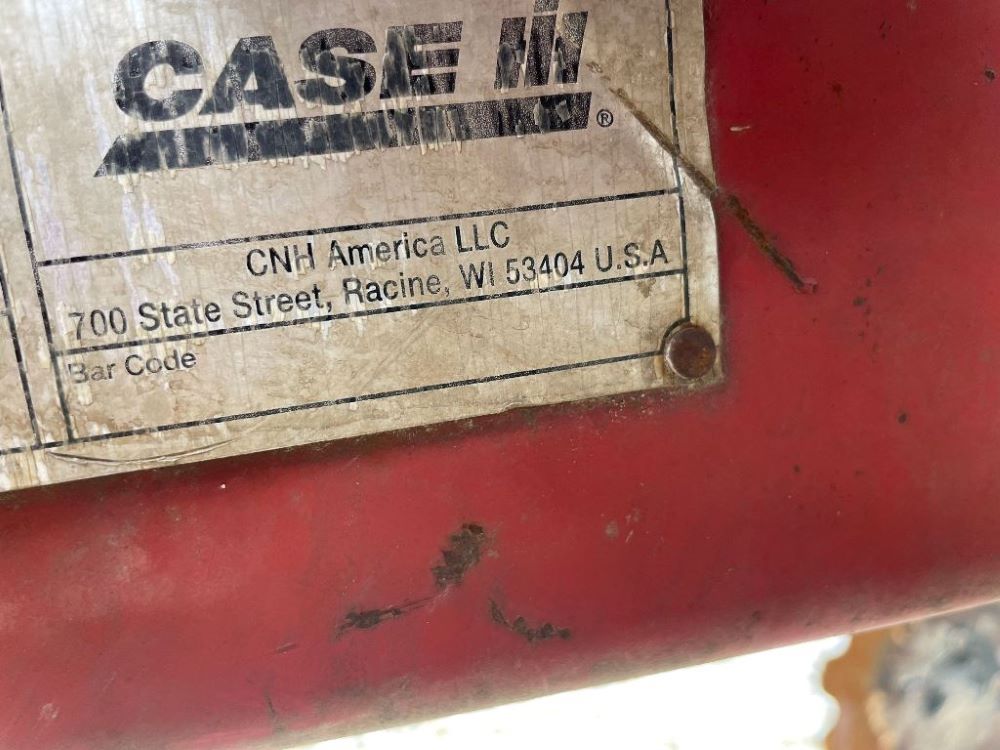 CASE IH
®
CNH America LLC
700 State Street, Racine, WI 53404 U.S.A
Bar Code